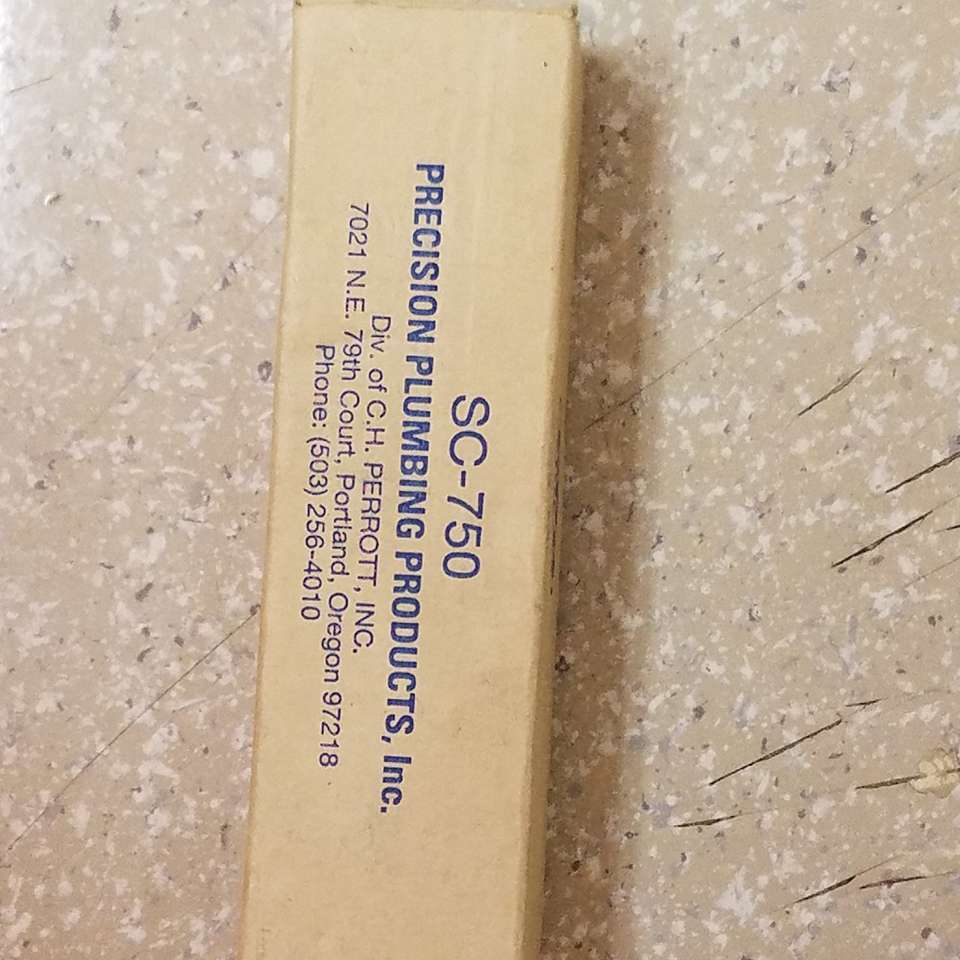 SC-750
PRECISION PLUMBING PRODUCTS, Inc.
Div. of C.H. PERROTT, INC.
7021 N.E. 79th Court, Portland, Oregon 97218
Phone: (503) 256-4010